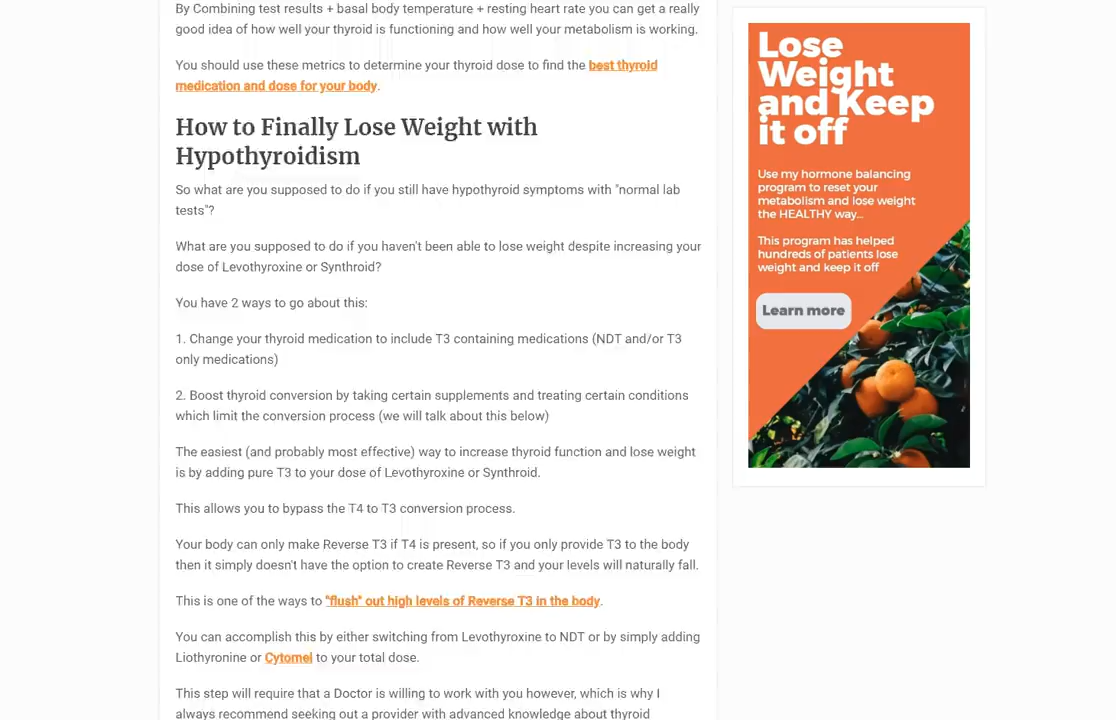 By Combining test results + basal body temperature + resting heart rate you can get a really
good idea of how well your thyroid is functioning and how well your metabolism is working.
You should use these metrics to determine your thyroid dose to find the best thyroid
medication and dose for your body.
How to Finally Lose Weight with
Hypothyroidism
So what are you supposed to do if you still have hypothyroid symptoms with "normal lab
tests"?
What are you supposed to do if you haven't been able to lose weight despite increasing your
dose of Levothyroxine or Synthroid?
You have 2 ways to go about this:
1. Change your thyroid medication to include T3 containing medications (NDT and/or T3
only medications)
2. Boost thyroid conversion by taking certain supplements and treating certain conditions
which limit the conversion process (we will talk about this below)
The easiest (and probably most effective) way to increase thyroid function and lose weight
is by adding pure T3 to your dose of Levothyroxine or Synthroid.
This allows you to bypass the T4 to T3 conversion process.
Your body can only make Reverse T3 if T4 is present, so if you only provide T3 to the body
then it simply doesn't have the option to create Reverse T3 and your levels will naturally fall.
This is one of the ways to "flush" out high levels of Reverse T3 in the body.
You can accomplish this by either switching from Levothyroxine to NDT or by simply adding
Liothyronine or Cytomel to your total dose.
This step will require that a Doctor is willing to work with you however, which is why I
always recommend seeking out a provider with advanced knowledge about thyroid
Lose
Weight
and Keep
it off
Use my hormone balancing
program to reset your
metabolism and lose weight
the HEALTHY way...
This program has helped
hundreds of patients lose
weight and keep it off
Learn more